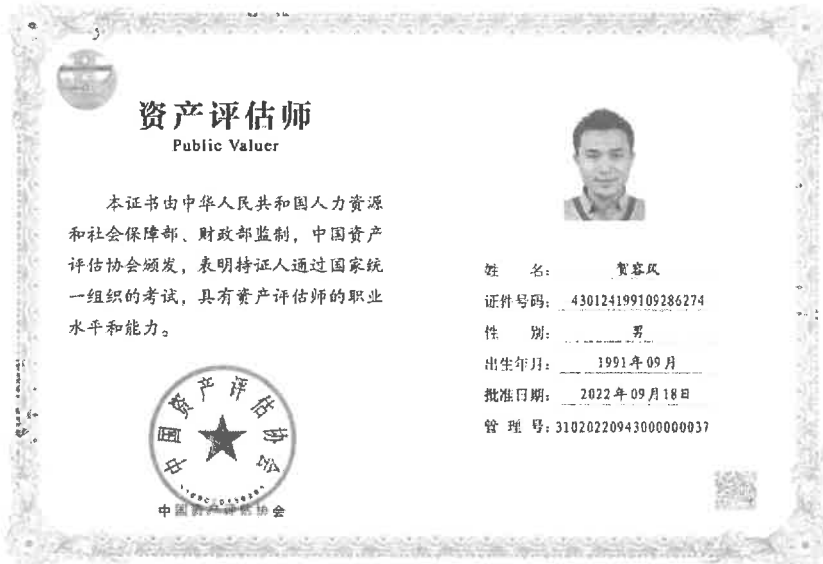 资产评估师
Public Valuer
本证书由中华人民共和国人力资源
和社会保障部、财政部监制，中国资产
评估协会颁发，表明持证人通过国家统
一组织的考试，具有资产评估师的职业
水平和能力。
中国资产评估协会
中国资产评估协会
姓 名： 贺容风
证件号码： 430124199109286274
性 别： 男
出生年月： 1991年09月
批准日期： 2022年09月18日
管 理 号：31020220943000000037